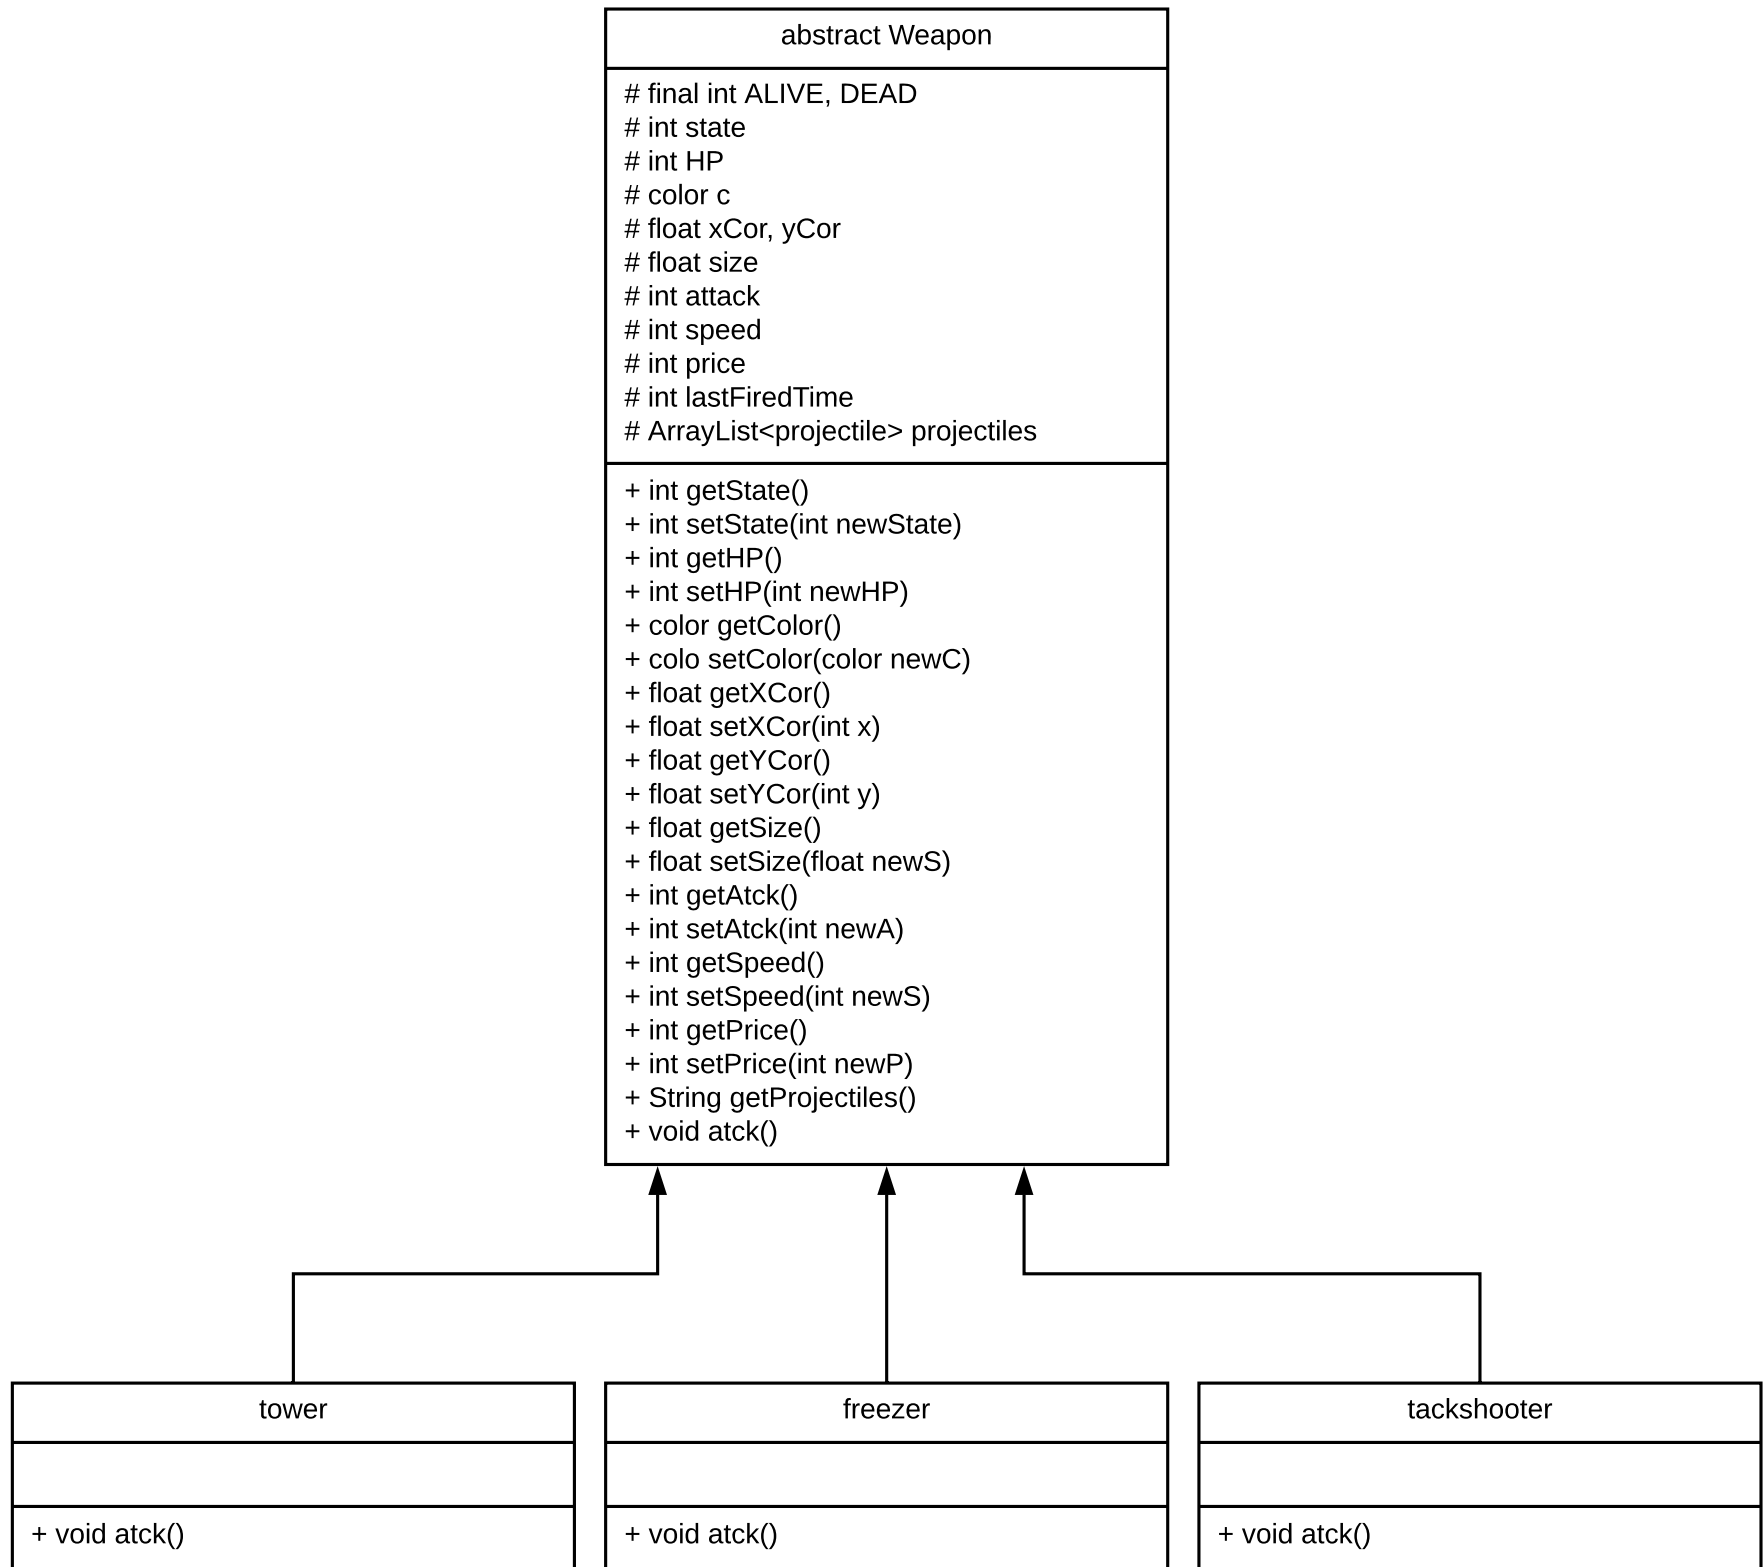 abstract Weapon
# final int ALIVE, DEAD
# int state
# int HP
# color c
# float xCor, yCor
# float size
# int attack
# int speed
# int price
# int lastFiredTime
# ArrayList<projectile> projectiles
+ int getState()
+ int setState(int newState)
+ int getHP()
+ int setHP(int newHP)
+ color getColor()
+ colo setColor(color newC)
+ float getXCor()
+ float setXCor(int x)
+ float getYCor()
+ float setYCor(int y)
+ float getSize()
+ float setSize(float newS)
+ int getAtck()
+ int setAtck(int newA)
+ int getSpeed()
+ int setSpeed(int newS)
+ int getPrice()
+ int setPrice(int newP)
+ String getProjectiles()
+ void atck()
tower
+ void atck()
freezer
+ void atck()
tackshooter
+ void atck()